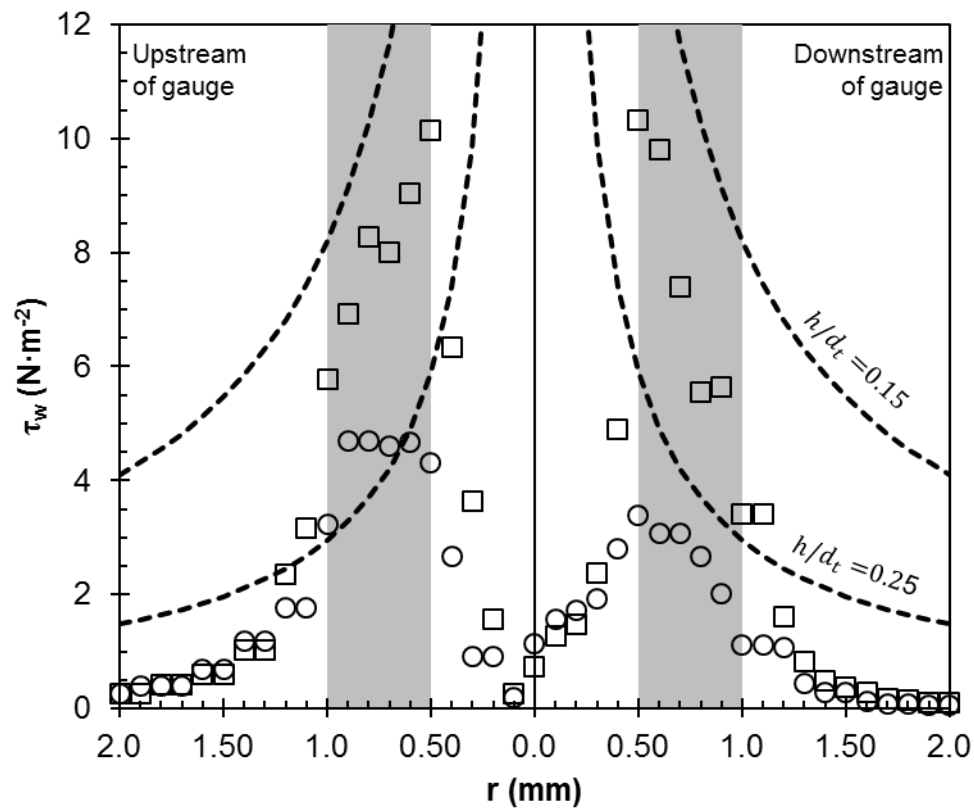 12
10
8
6
4
2
0
τw (N·m-2)
Upstream
of gauge
Downstream
of gauge
h/dt =0.15
h/dt =0.25
2.0 1.50 1.0 0.50 0.0 0.50 1.0 1.50 2.0
r (mm)